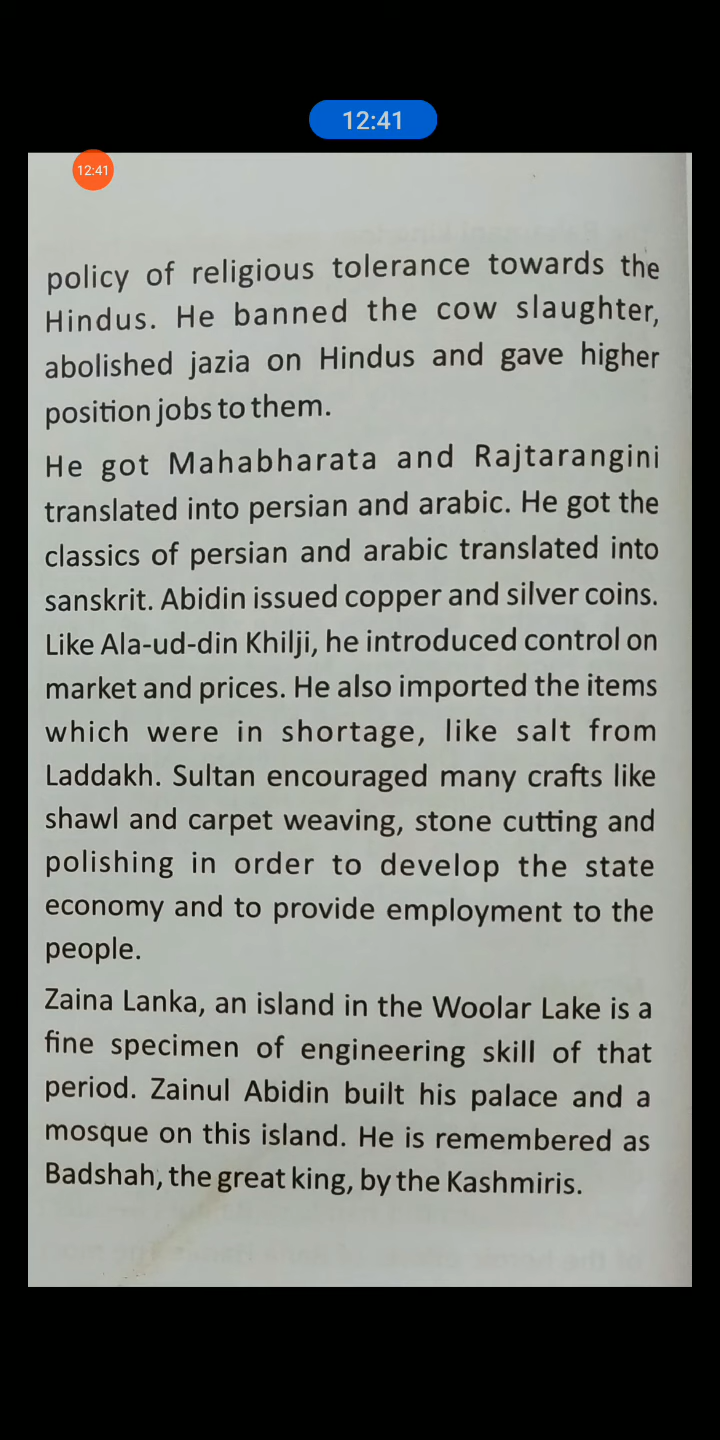 12:41
12:41
policy of religious tolerance towards the
Hindus. He banned the cow slaughter,
abolished jazia on Hindus and gave higher
position jobs to them.
He got Mahabharata and Rajtarangini
translated into persian and arabic. He got the
classics of persian and arabic translated into
sanskrit. Abidin issued copper and silver coins.
Like Ala-ud-din Khilji, he introduced control on
market and prices. He also imported the items
which were in shortage, like salt from
Laddakh. Sultan encouraged many crafts like
shawl and carpet weaving, stone cutting and
polishing in order to develop the state
economy and to provide employment to the
people.
Zaina Lanka, an island in the Woolar Lake is a
fine specimen of engineering skill of that
period. Zainul Abidin built his palace and a
mosque on this island. He is remembered as
Badshah, the great king, by the Kashmiris.